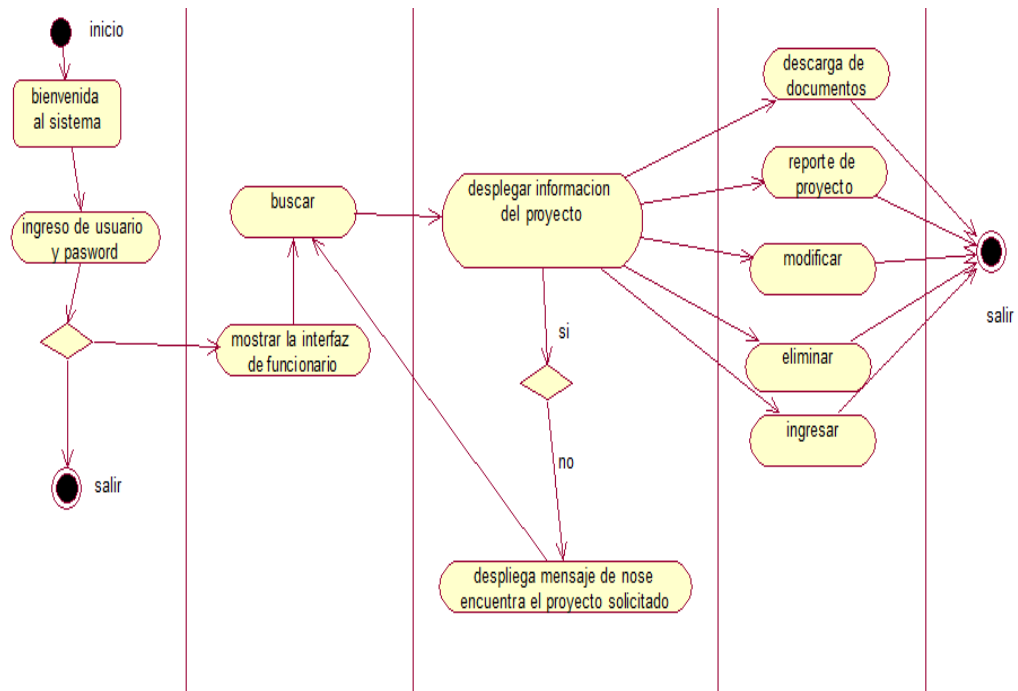 inicio
bienvenida
al sistema
ingreso de usuario
y pasword
salir
buscar
mostrar la interfaz
de funcionario
desplegar informacion
del proyecto
si
no
despliega mensaje de nose
encuentra el proyecto solicitado
descarga de
documentos
reporte de
proyecto
modificar
eliminar
ingresar
salir